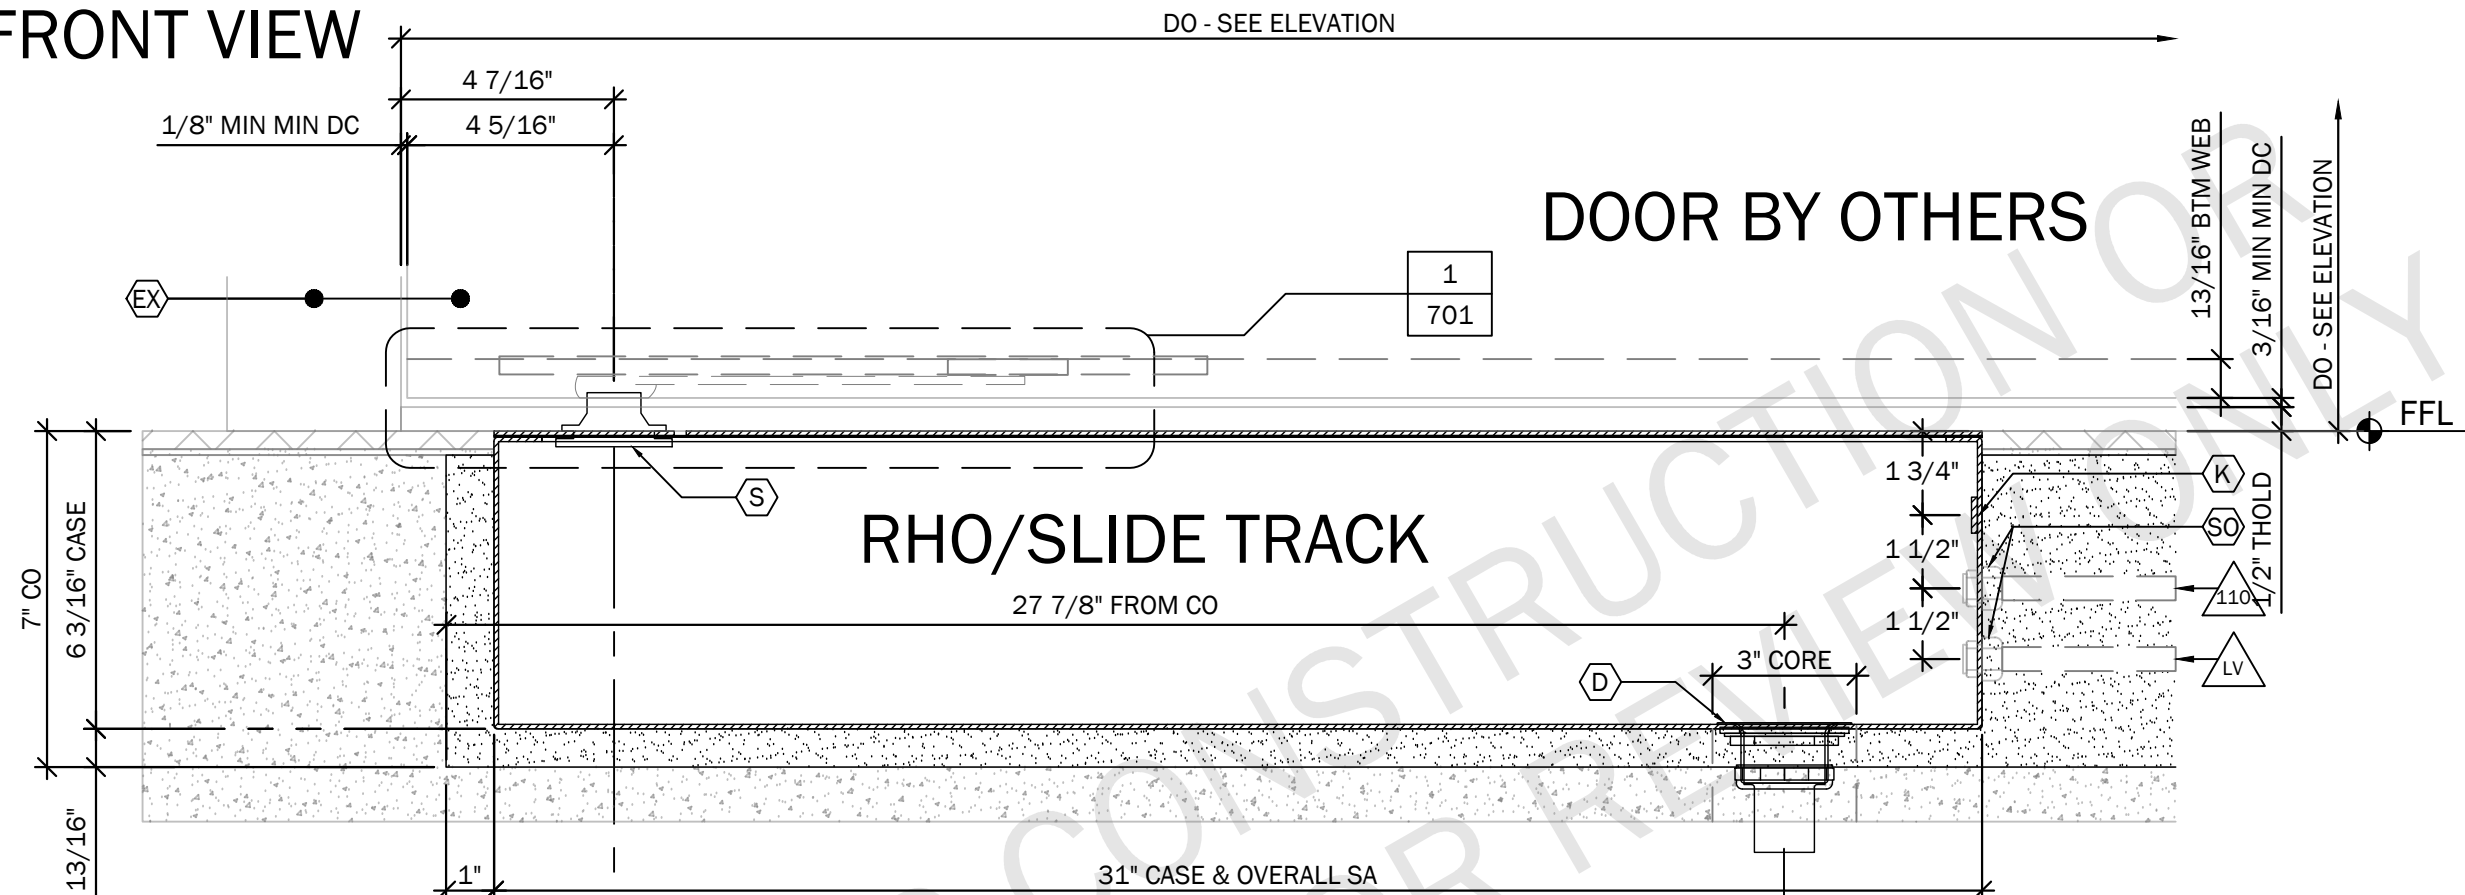 FRONT VIEW
DO - SEE ELEVATION
4 7/16"
1/8" MIN MIN DC
4 5/16"
13/16" BTM WEB
3/16" MIN MIN DC
DO - SEE ELEVATION
DOOR BY OTHERS
EX
1
701
FFL
S
1 3/4"
K
7" CO
6 3/16" CASE
RHO/SLIDE TRACK
SO
1/2" THOLD
1 1/2"
27 7/8" FROM CO
110
1 1/2"
3" CORE
LV
D
13/16"
1"
31" CASE & OVERALL SA
CONSTRUCTION OR
OR REVIEW ONLY